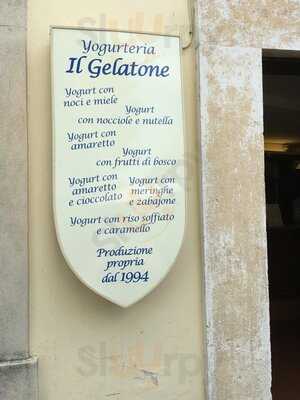 Yogurteria
Il Gelatone
Yogurt con
noci e miele
Yogurt
con nocciole e nutella
Yogurt con
amaretto
Yogurt
con frutti di bosco
Yogurt con
amaretto
e cioccolato
Yogurt con
meringhe
e zabajone
Yogurt con riso soffiato
e caramello
Produzione
propria
dal 1994